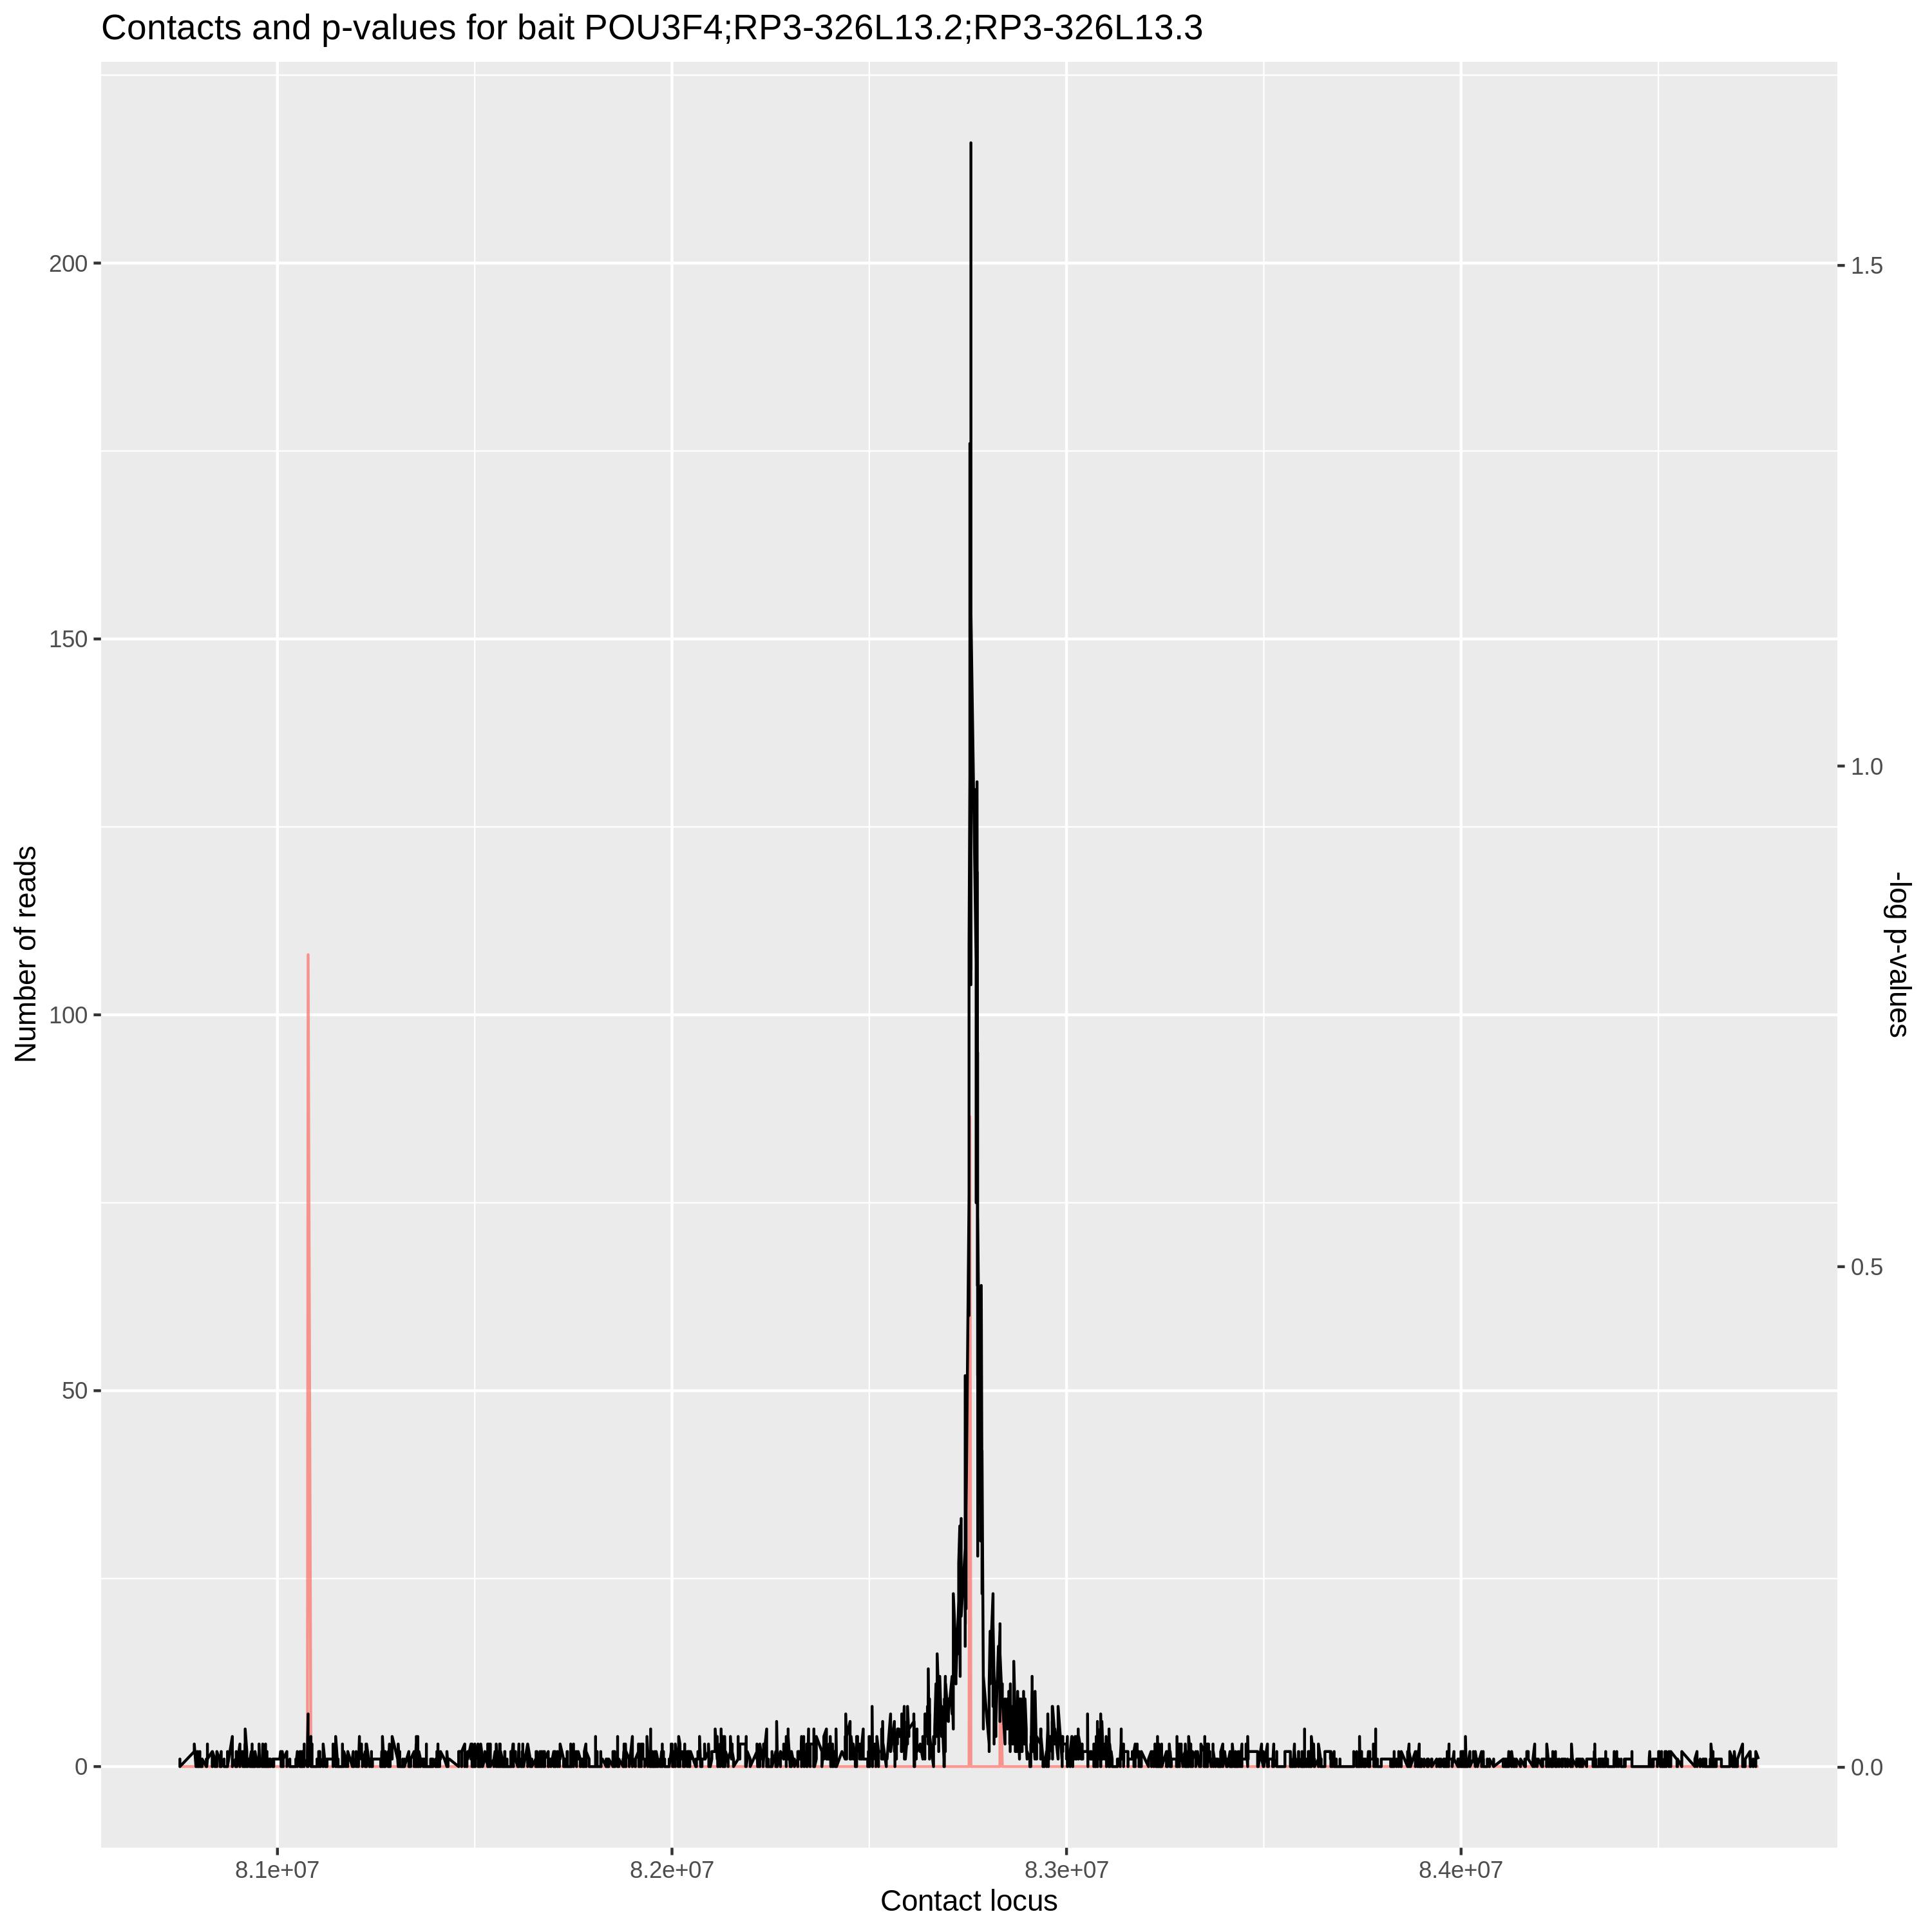 Contacts and p-values for bait POU3F4;RP3-326L13.2;RP3-326L13.3
200
150
100
50
0
Number of reads
1.5
1.0
0.5
0.0
-log p-values
8.1e+07
8.2e+07
8.3e+07
8.4e+07
Contact locus